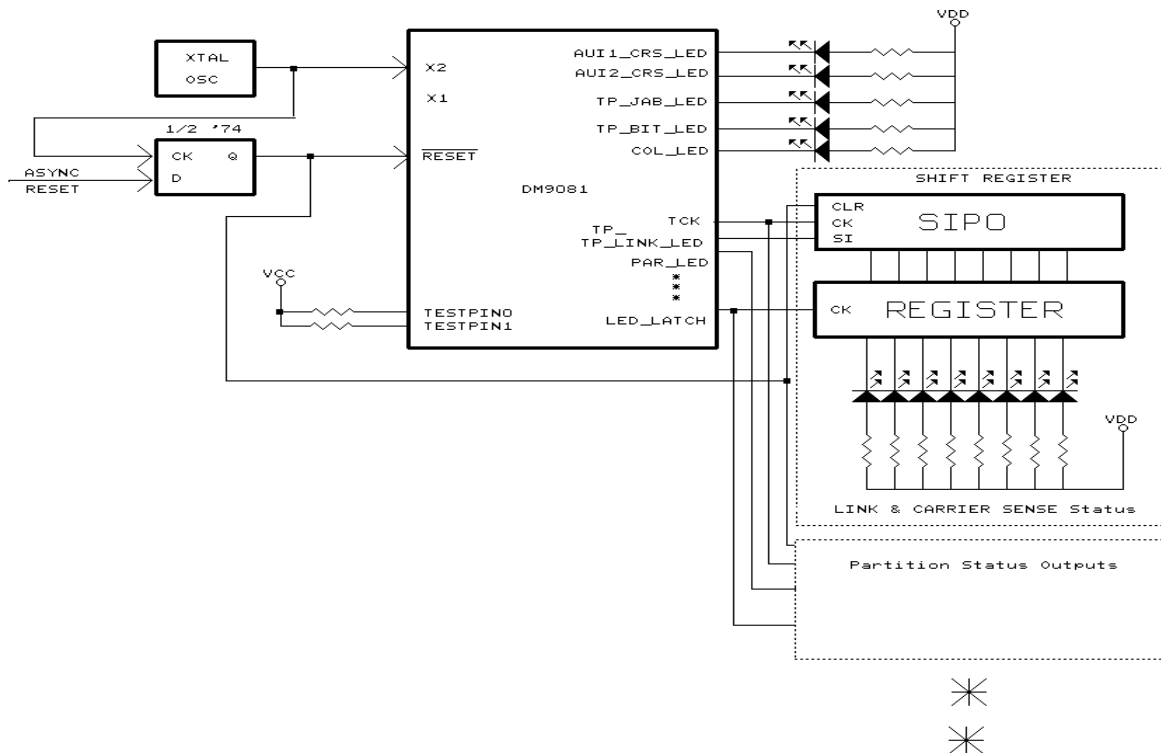 VDD
XTAL
OSC
1/2 '74
CK Q
D
ASYNC
RESET
X2
X1
RESET
DM9081
AUI1_CRS_LED
AUI2_CRS_LED
TP_JAB_LED
TP_BIT_LED
COL_LED
TCK
TP_
TP_LINK_LED
PAR_LED
*
*
*
LED_LATCH
VCC
TESTPIN0
TESTPIN1
SHIFT REGISTER
CLR
CK
SI
SIPO
CK
REGISTER
VDD
LINK & CARRIER SENSE Status
Partition Status Outputs